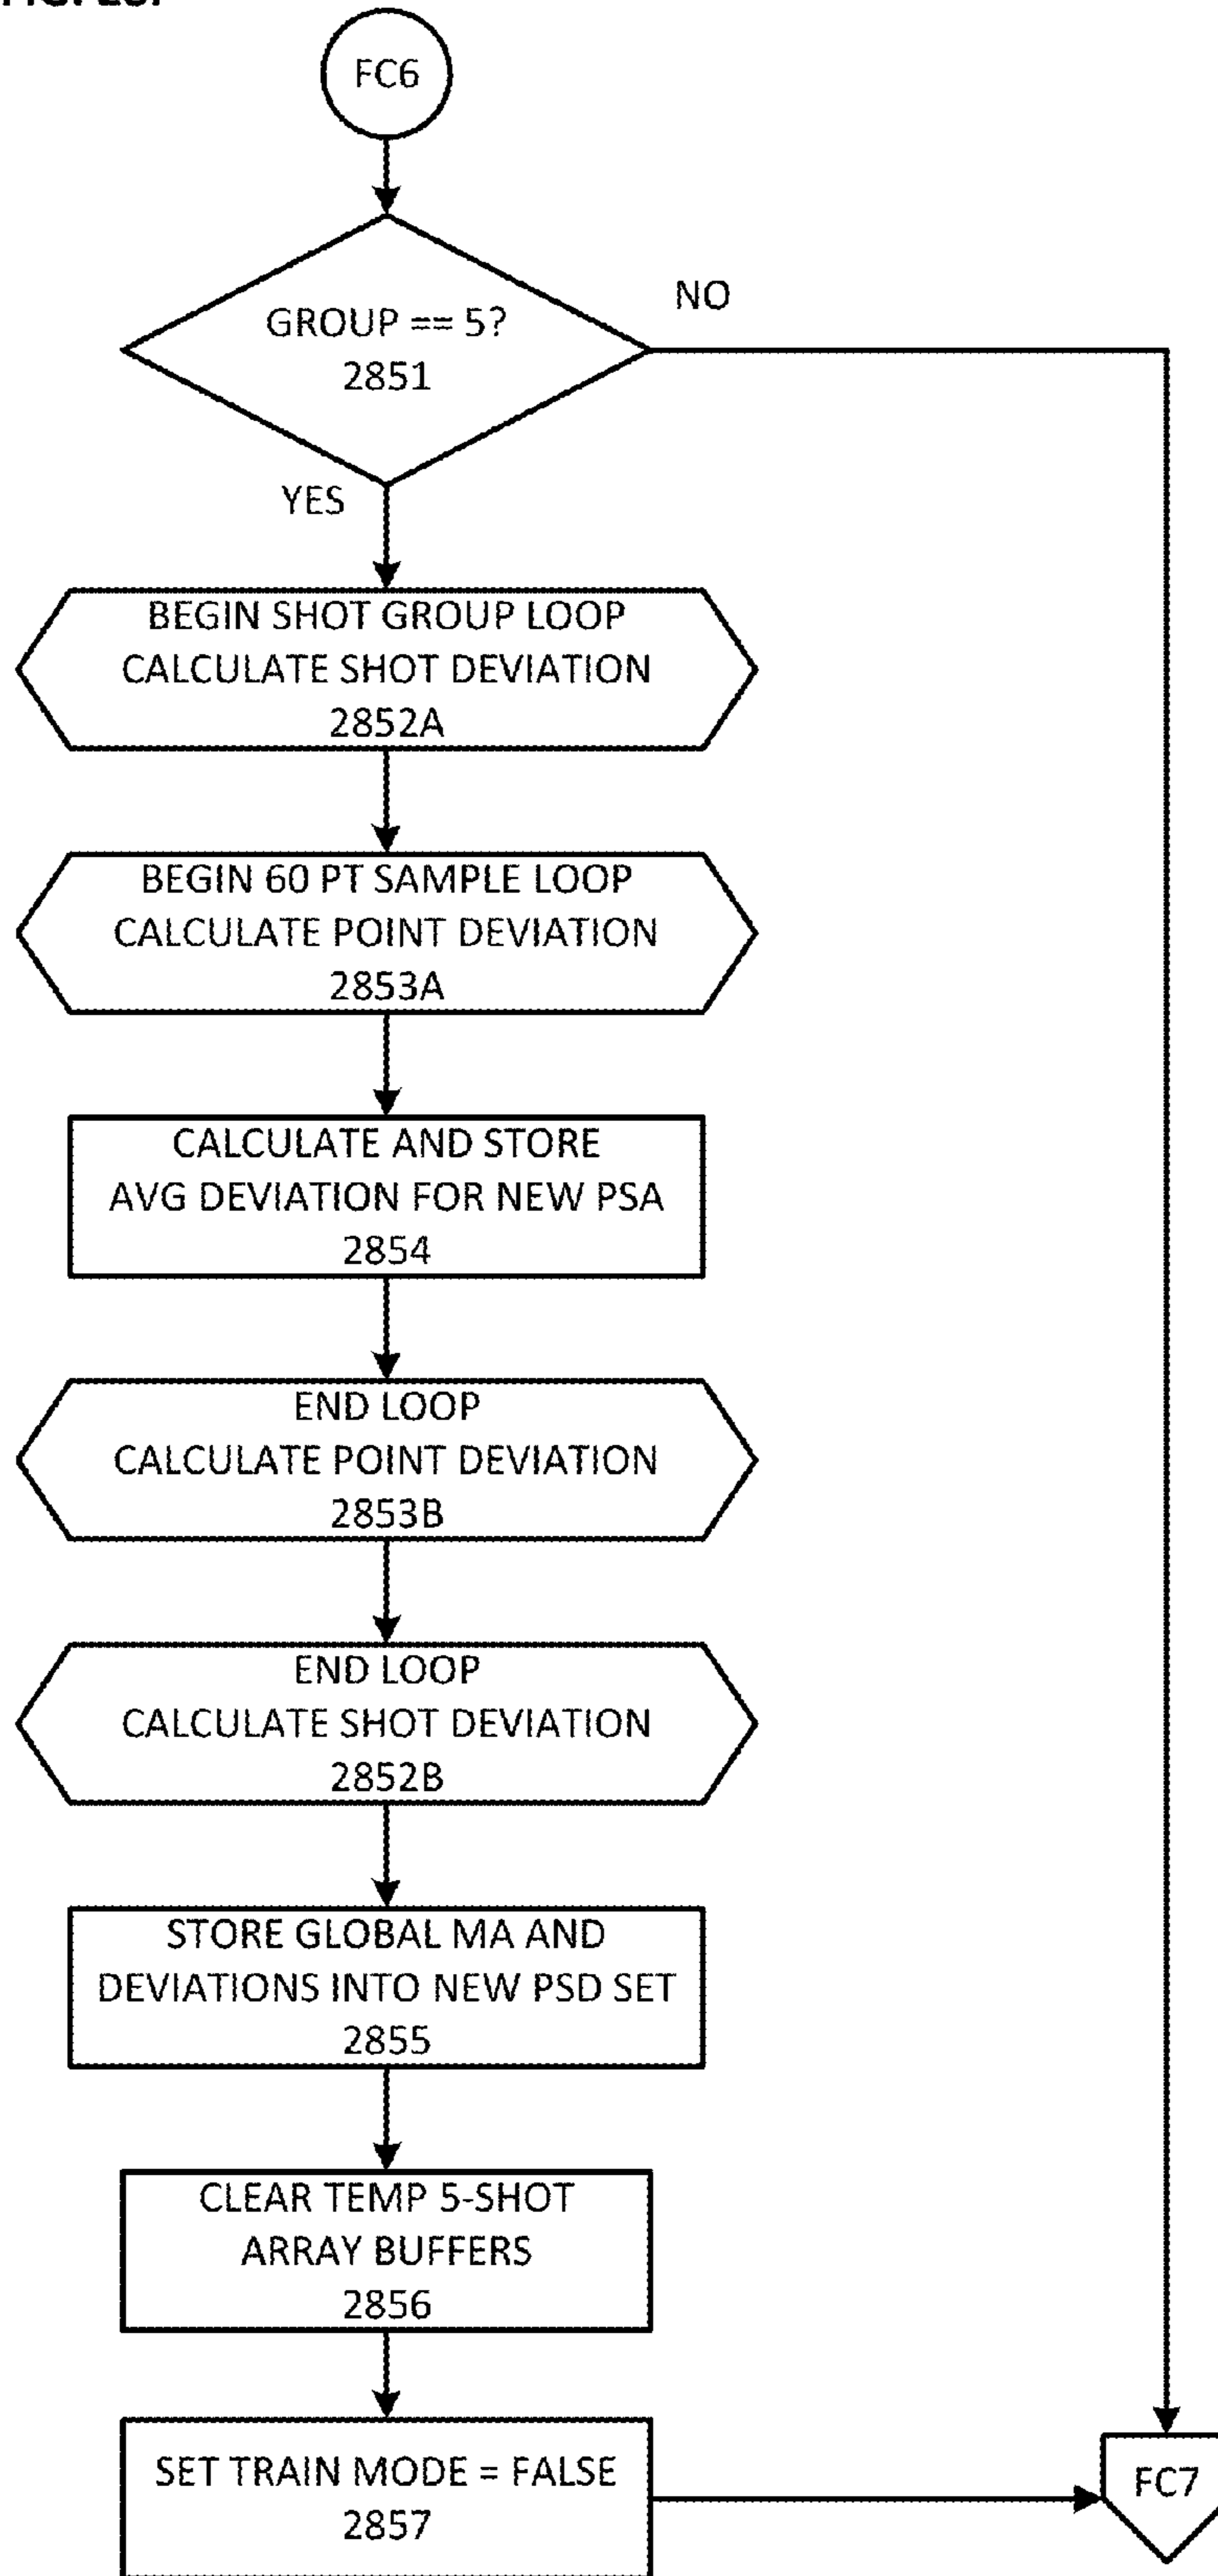 FC6
GROUP == 5?
2851
NO
YES
BEGIN SHOT GROUP LOOP
CALCULATE SHOT DEVIATION
2852A
BEGIN 60 PT SAMPLE LOOP
CALCULATE POINT DEVIATION
2853A
CALCULATE AND STORE
AVG DEVIATION FOR NEW PSA
2854
END LOOP
CALCULATE POINT DEVIATION
2853B
END LOOP
CALCULATE SHOT DEVIATION
2852B
STORE GLOBAL MA AND
DEVIATIONS INTO NEW PSD SET
2855
CLEAR TEMP 5-SHOT
ARRAY BUFFERS
2856
SET TRAIN MODE = FALSE
2857
FC7